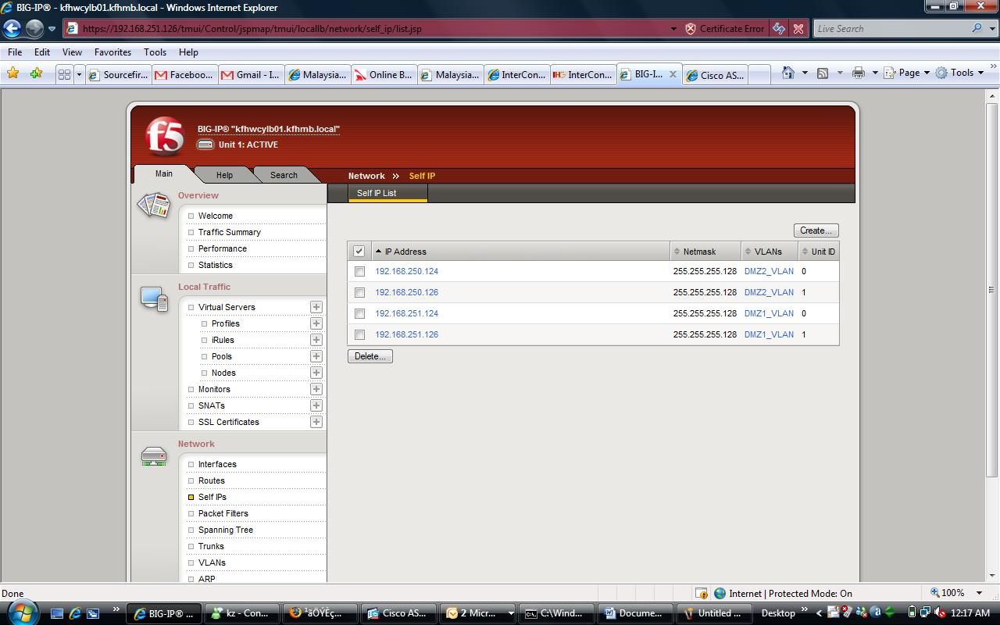 BIG-IP® - kfhwcylb01.kfhmb.local - Windows Internet Explorer
https://192.168.251.126/tmui/Control/jspmap/tmui/locallb/network/self_ip/list.jsp
Certificate Error
Live Search
File Edit View Favorites Tools Help
Sourcefir... Faceboo... Gmail - I... Malaysia... Online B... Malaysia... InterCon... InterCon... BIG-I... Cisco AS... Page Tools
f5
BIG-IP® "kfhwcylb01.kfhmb.local"
Unit 1: ACTIVE
Main Help Search
Network » Self IP
Self IP List
Overview
Welcome
Traffic Summary
Performance
Statistics
Local Traffic
Virtual Servers
Profiles
iRules
Pools
Nodes
Monitors
SNATs
SSL Certificates
Network
Interfaces
Routes
Self IPs
Packet Filters
Spanning Tree
Trunks
VLANs
ARP
Create...
IP Address Netmask VLANs Unit ID
192.168.250.124 255.255.255.128 DMZ2_VLAN 0
192.168.250.126 255.255.255.128 DMZ2_VLAN 1
192.168.251.124 255.255.255.128 DMZ1_VLAN 0
192.168.251.126 255.255.255.128 DMZ1_VLAN 1
Delete...
Done
Internet | Protected Mode: On
100%
BIG-IP® ... kz - Con... ¹äÕÝÈç... Cisco AS... 2 Micr... C:\Wind... Docume... Untitled ... Desktop 12:17 AM